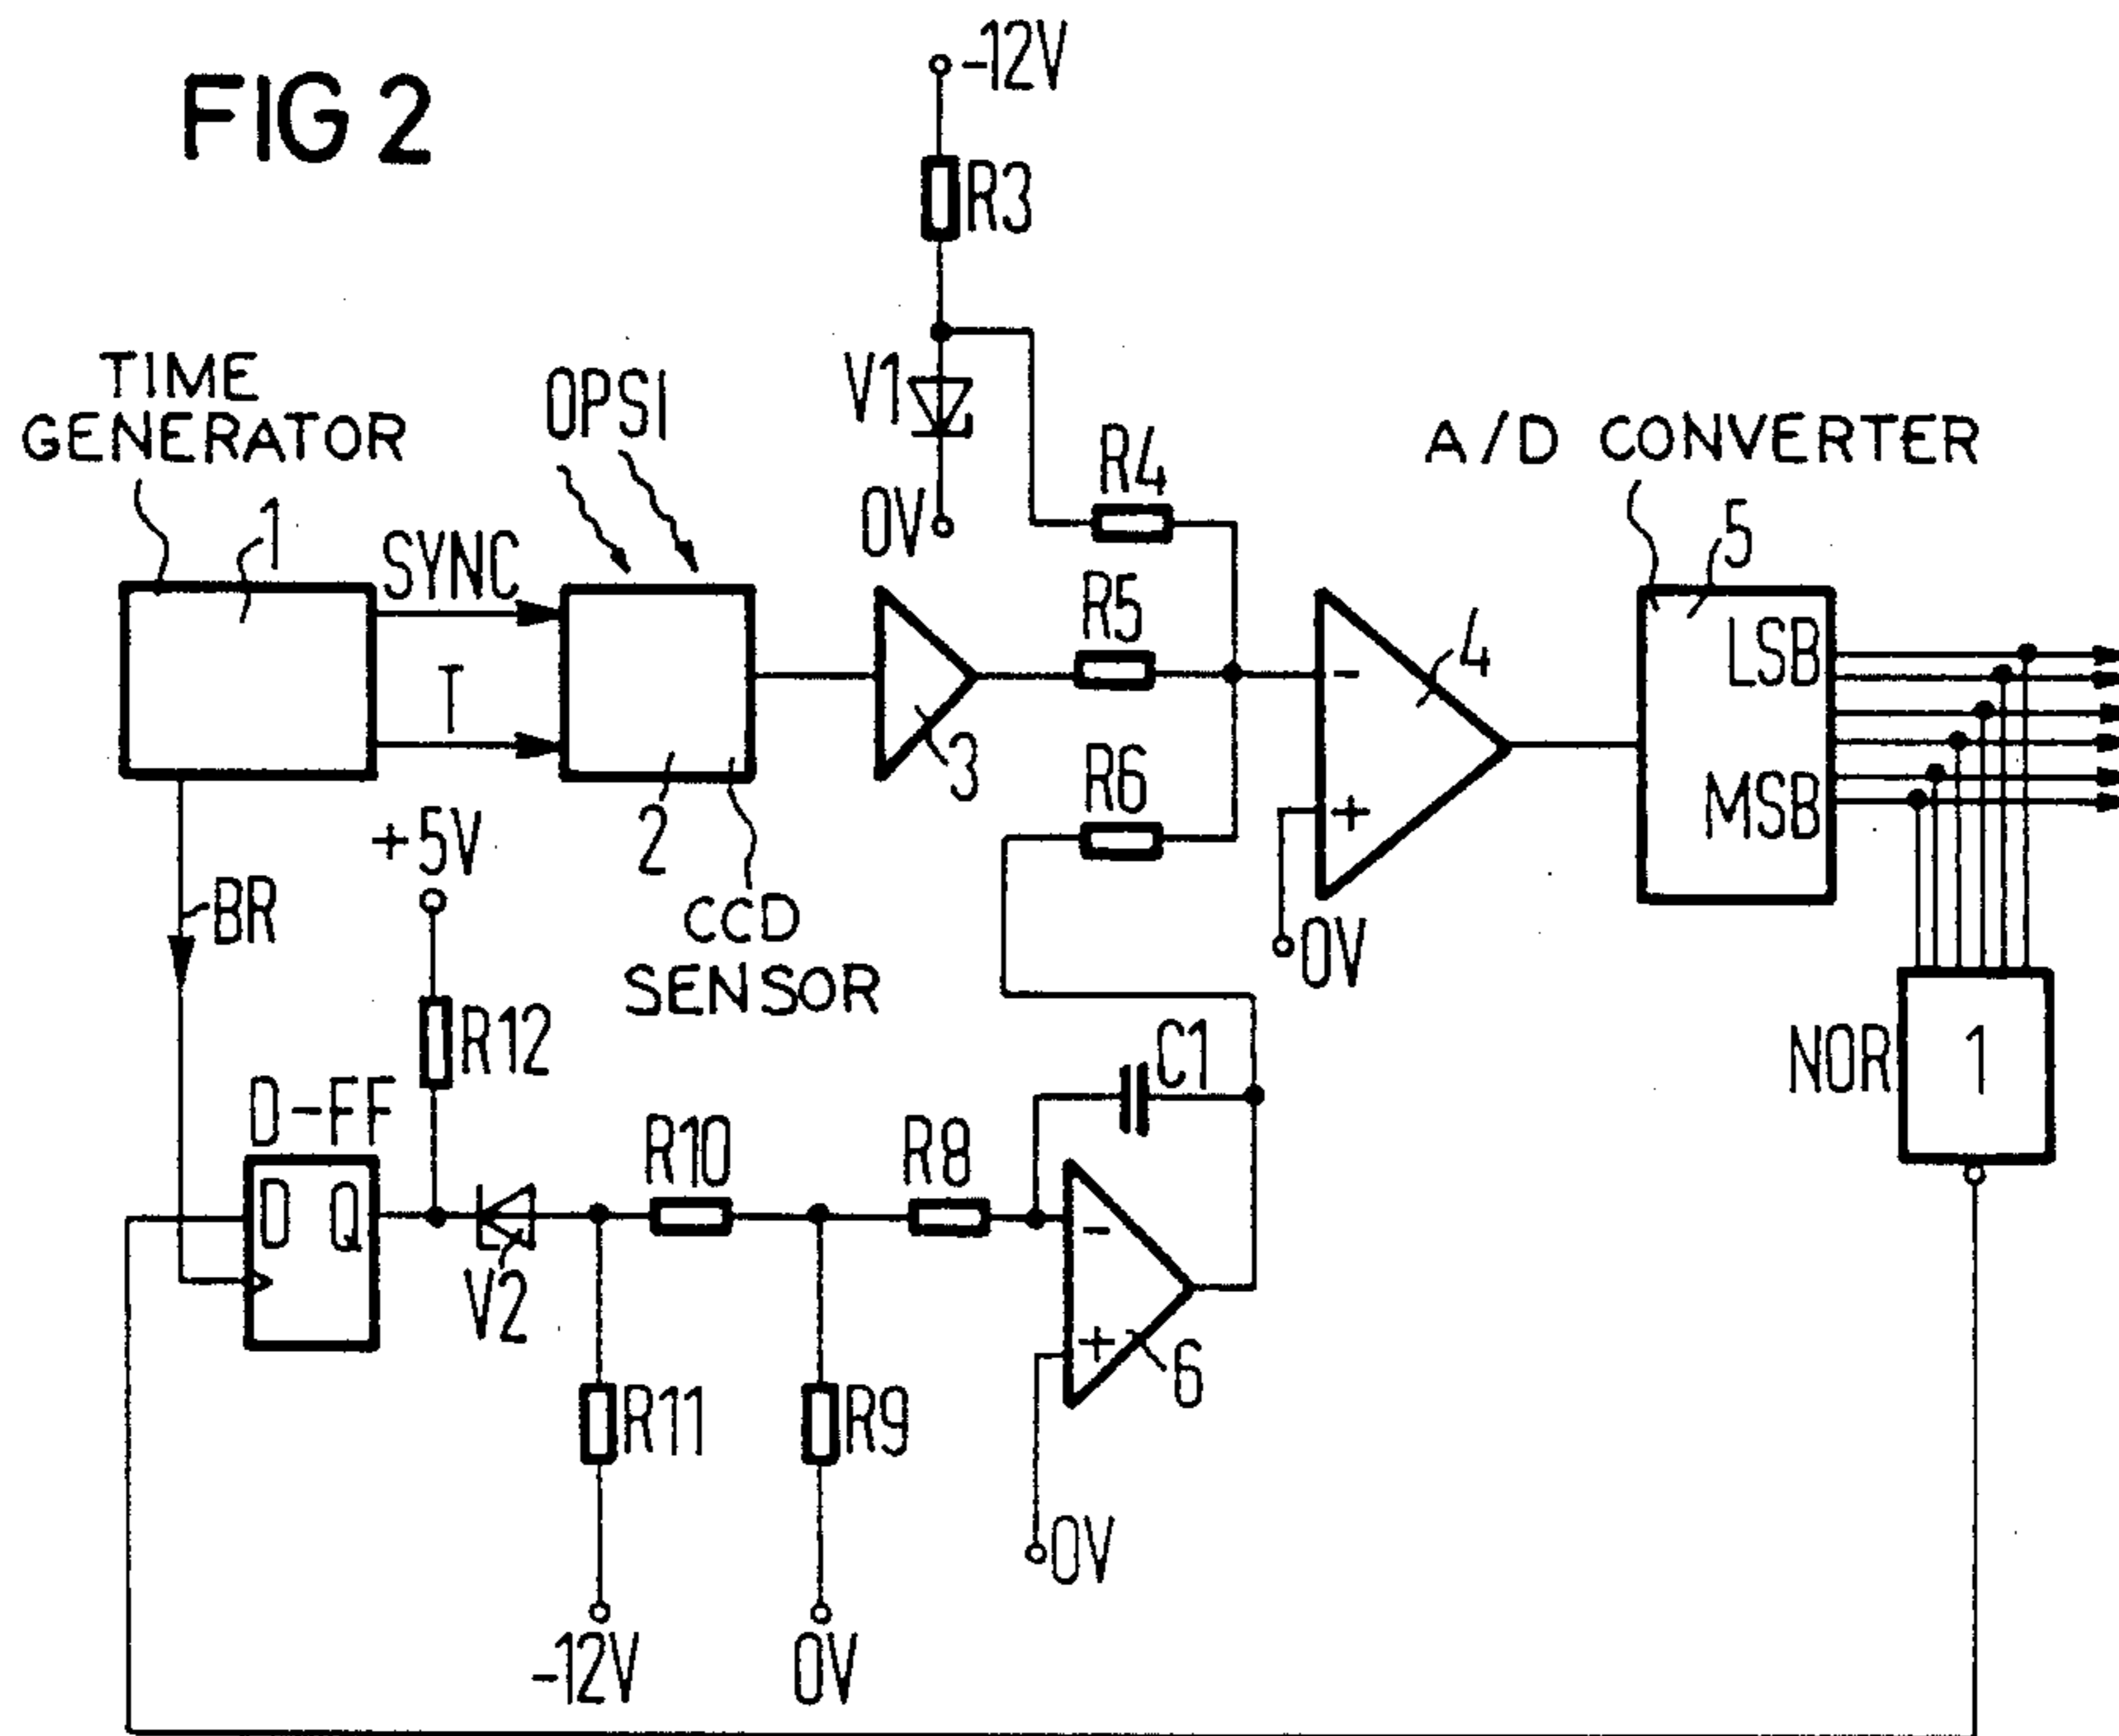 FIG 2
-12V
R3
TIME
GENERATOR
OPSI
V1
0V
R4
A/D CONVERTER
1
SYNC
T
R5
R6
3
-
+
4
5
LSB
MSB
0V
+5V
2
CCD
SENSOR
BR
R12
D-FF
D Q
V2
R10
R8
C1
-
+
6
NOR
1
R11
R9
-12V
0V
0V